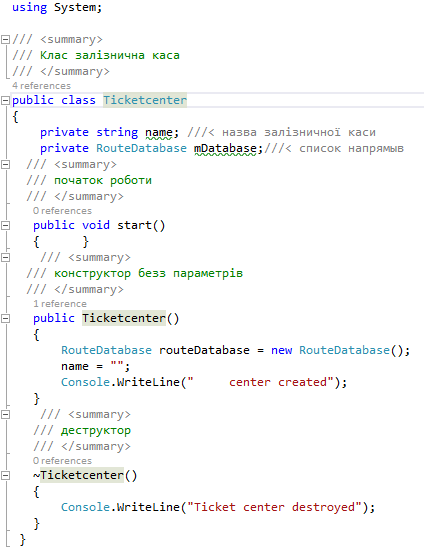 using System;
/// <summary>
/// Клас залізнична каса
/// </summary>
4 references
public class Ticketcenter
{
private string name; ///< назва залізничної каси
private RouteDatabase mDatabase;///< список напрямыв
/// <summary>
/// початок роботи
/// </summary>
0 references
public void start()
{ }
/// <summary>
/// конструктор безз параметрів
/// </summary>
1 reference
public Ticketcenter()
{
RouteDatabase routeDatabase = new RouteDatabase();
name = "";
Console.WriteLine(" center created");
}
/// <summary>
/// деструктор
/// </summary>
0 references
~Ticketcenter()
{
Console.WriteLine("Ticket center destroyed");
}
}